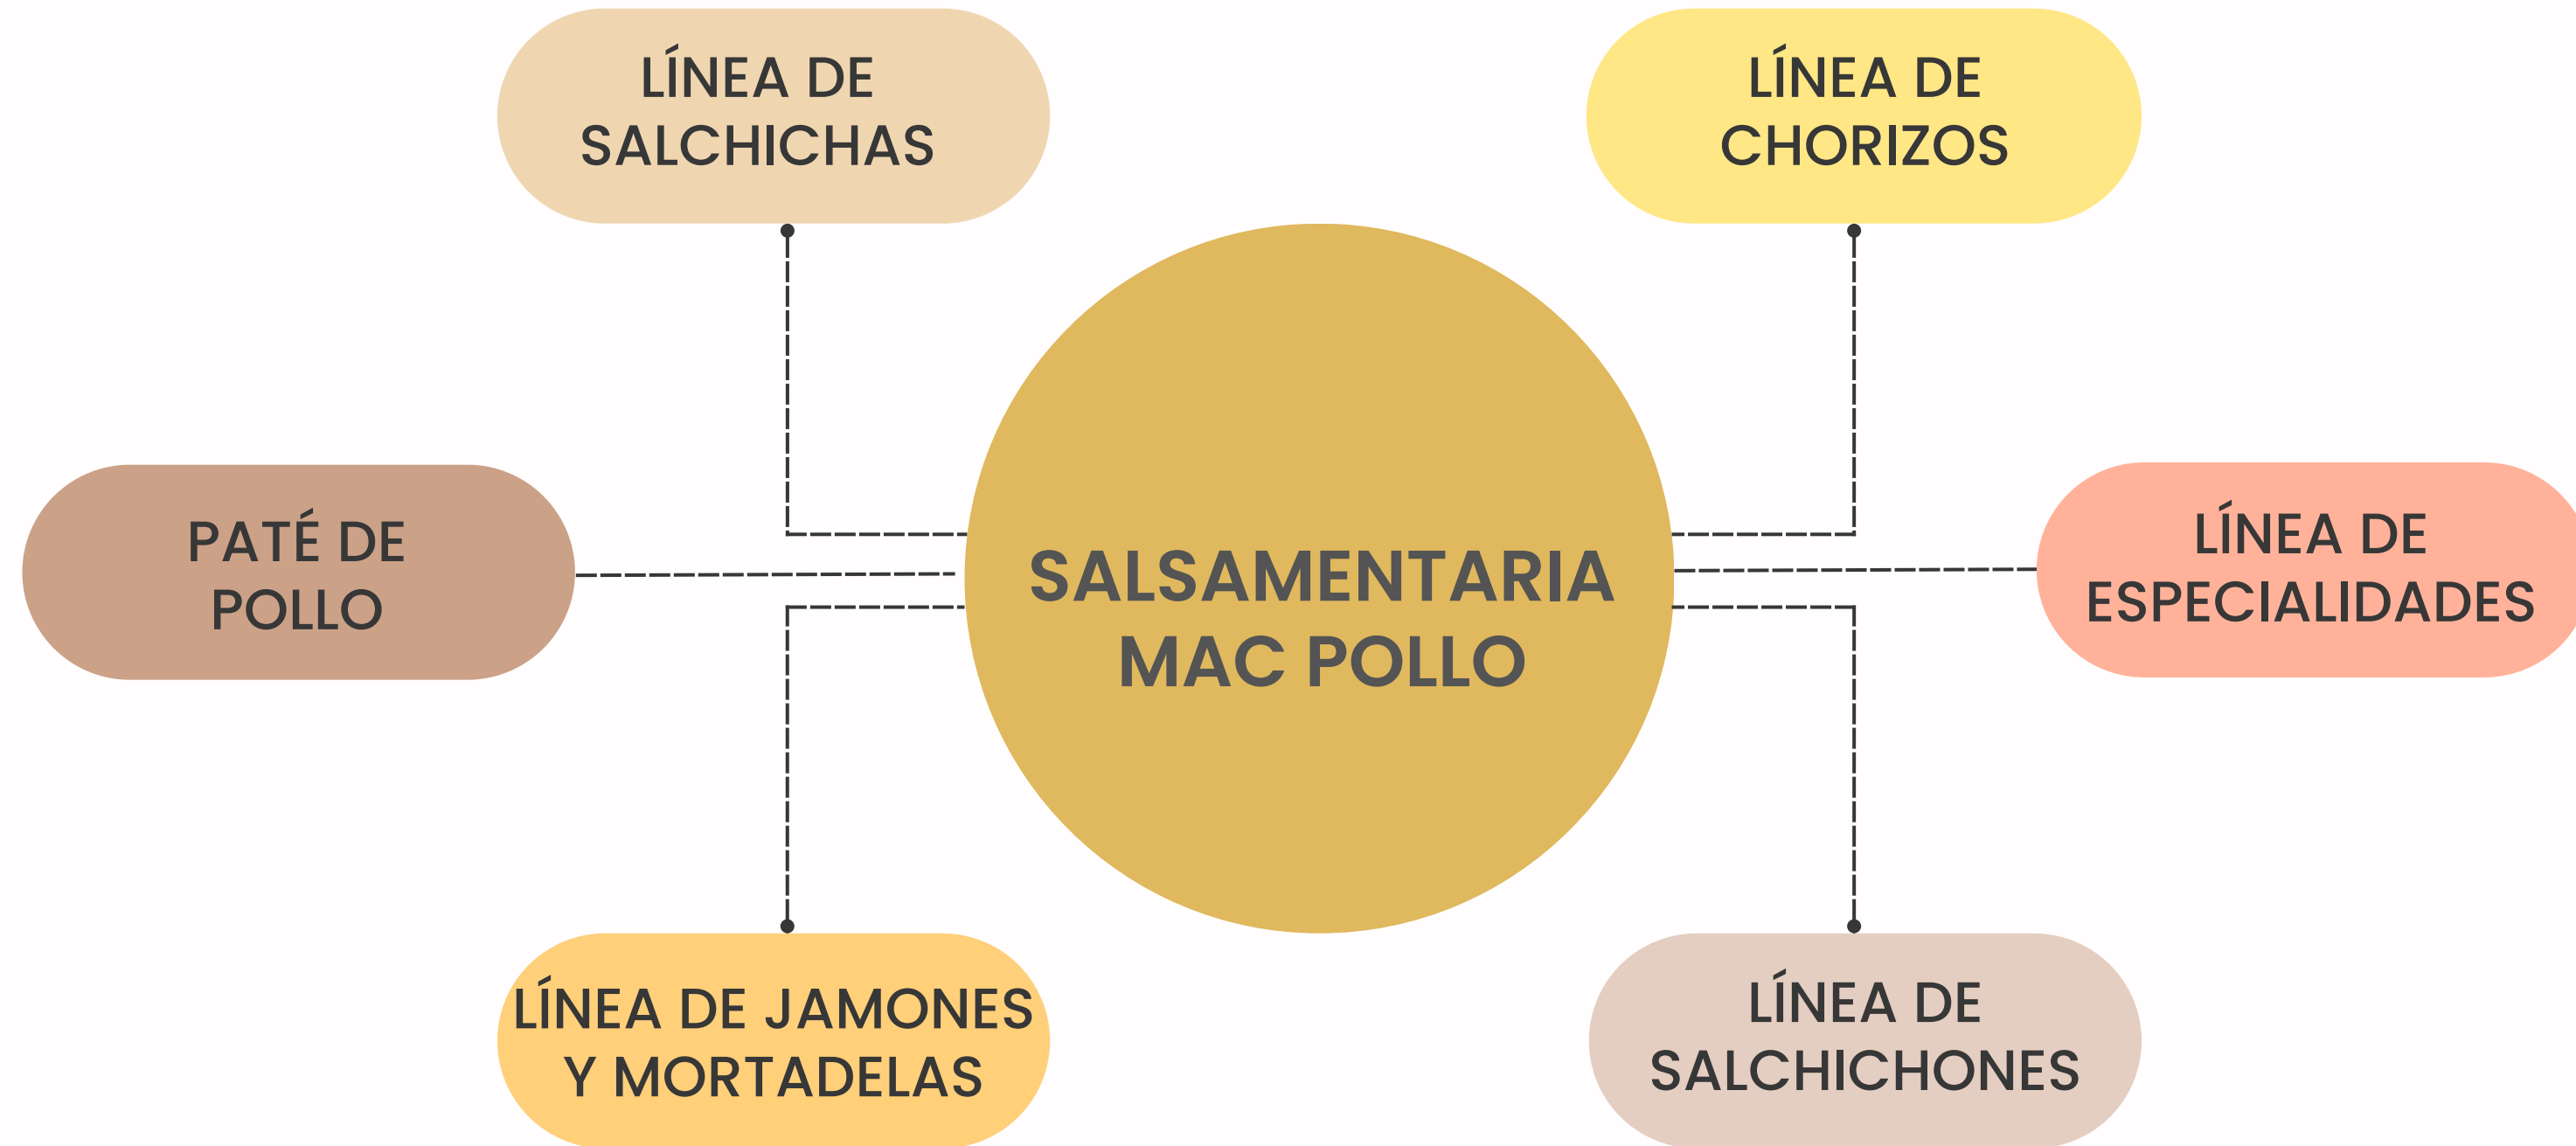 LÍNEA DE
SALCHICHAS
LÍNEA DE
CHORIZOS
PATÉ DE
POLLO
SALSAMENTARIA
MAC POLLO
LÍNEA DE
ESPECIALIDADES
LÍNEA DE JAMONES
Y MORTADELAS
LÍNEA DE
SALCHICHONES